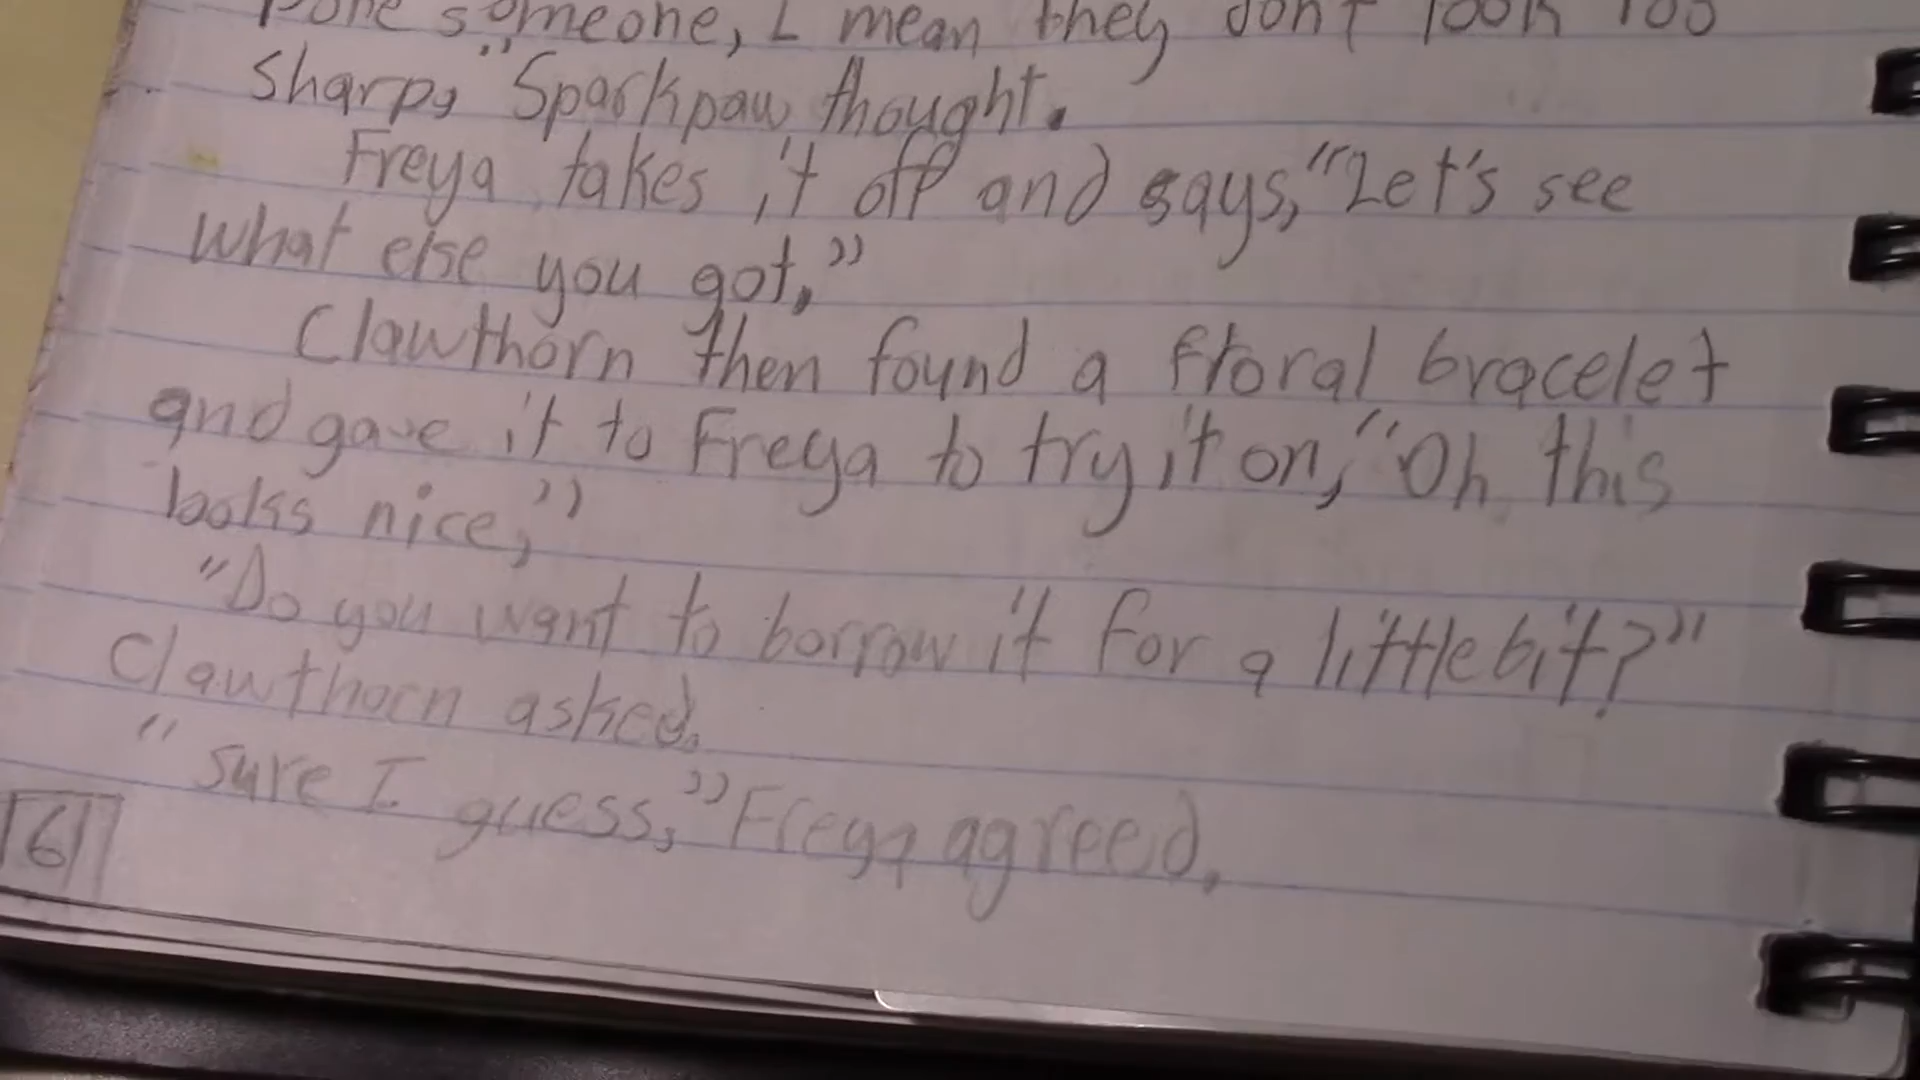 someone, I mean they don't look too
sharp," Sparkpaw thought.
Freya takes it off and says, "Let's see
what else you got,"
Clawthorn then found a floral bracelet
and gave it to Freya to try it on, "Oh this
looks nice,"
"Do you want to borrow it for a little bit?"
Clawthorn asked.
"sure I guess," Freya agreed.
6